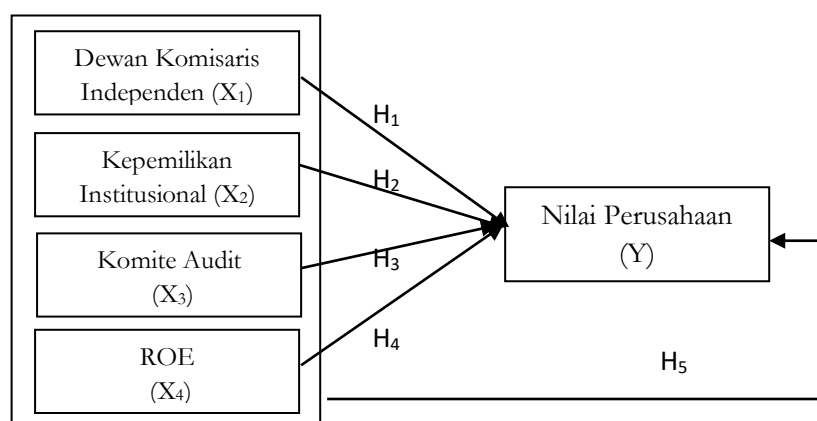 Dewan Komisaris
Independen (X₁)
Kepemilikan
Institusional (X₂)
Komite Audit
(X₃)
ROE
(X₄)
H₁
H₂
H₃
H₄
Nilai Perusahaan
(Y)
H₅